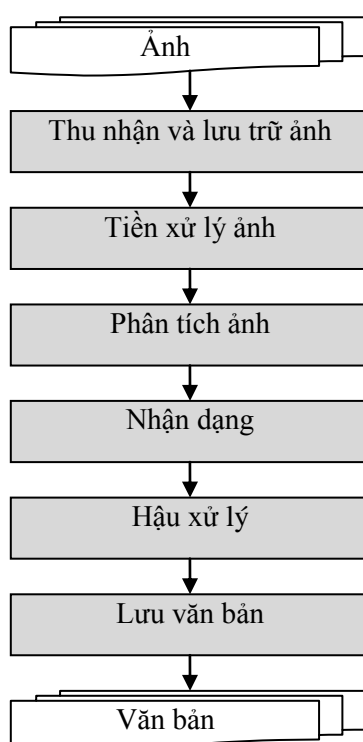 Ảnh
Thu nhận và lưu trữ ảnh
Tiền xử lý ảnh
Phân tích ảnh
Nhận dạng
Hậu xử lý
Lưu văn bản
Văn bản